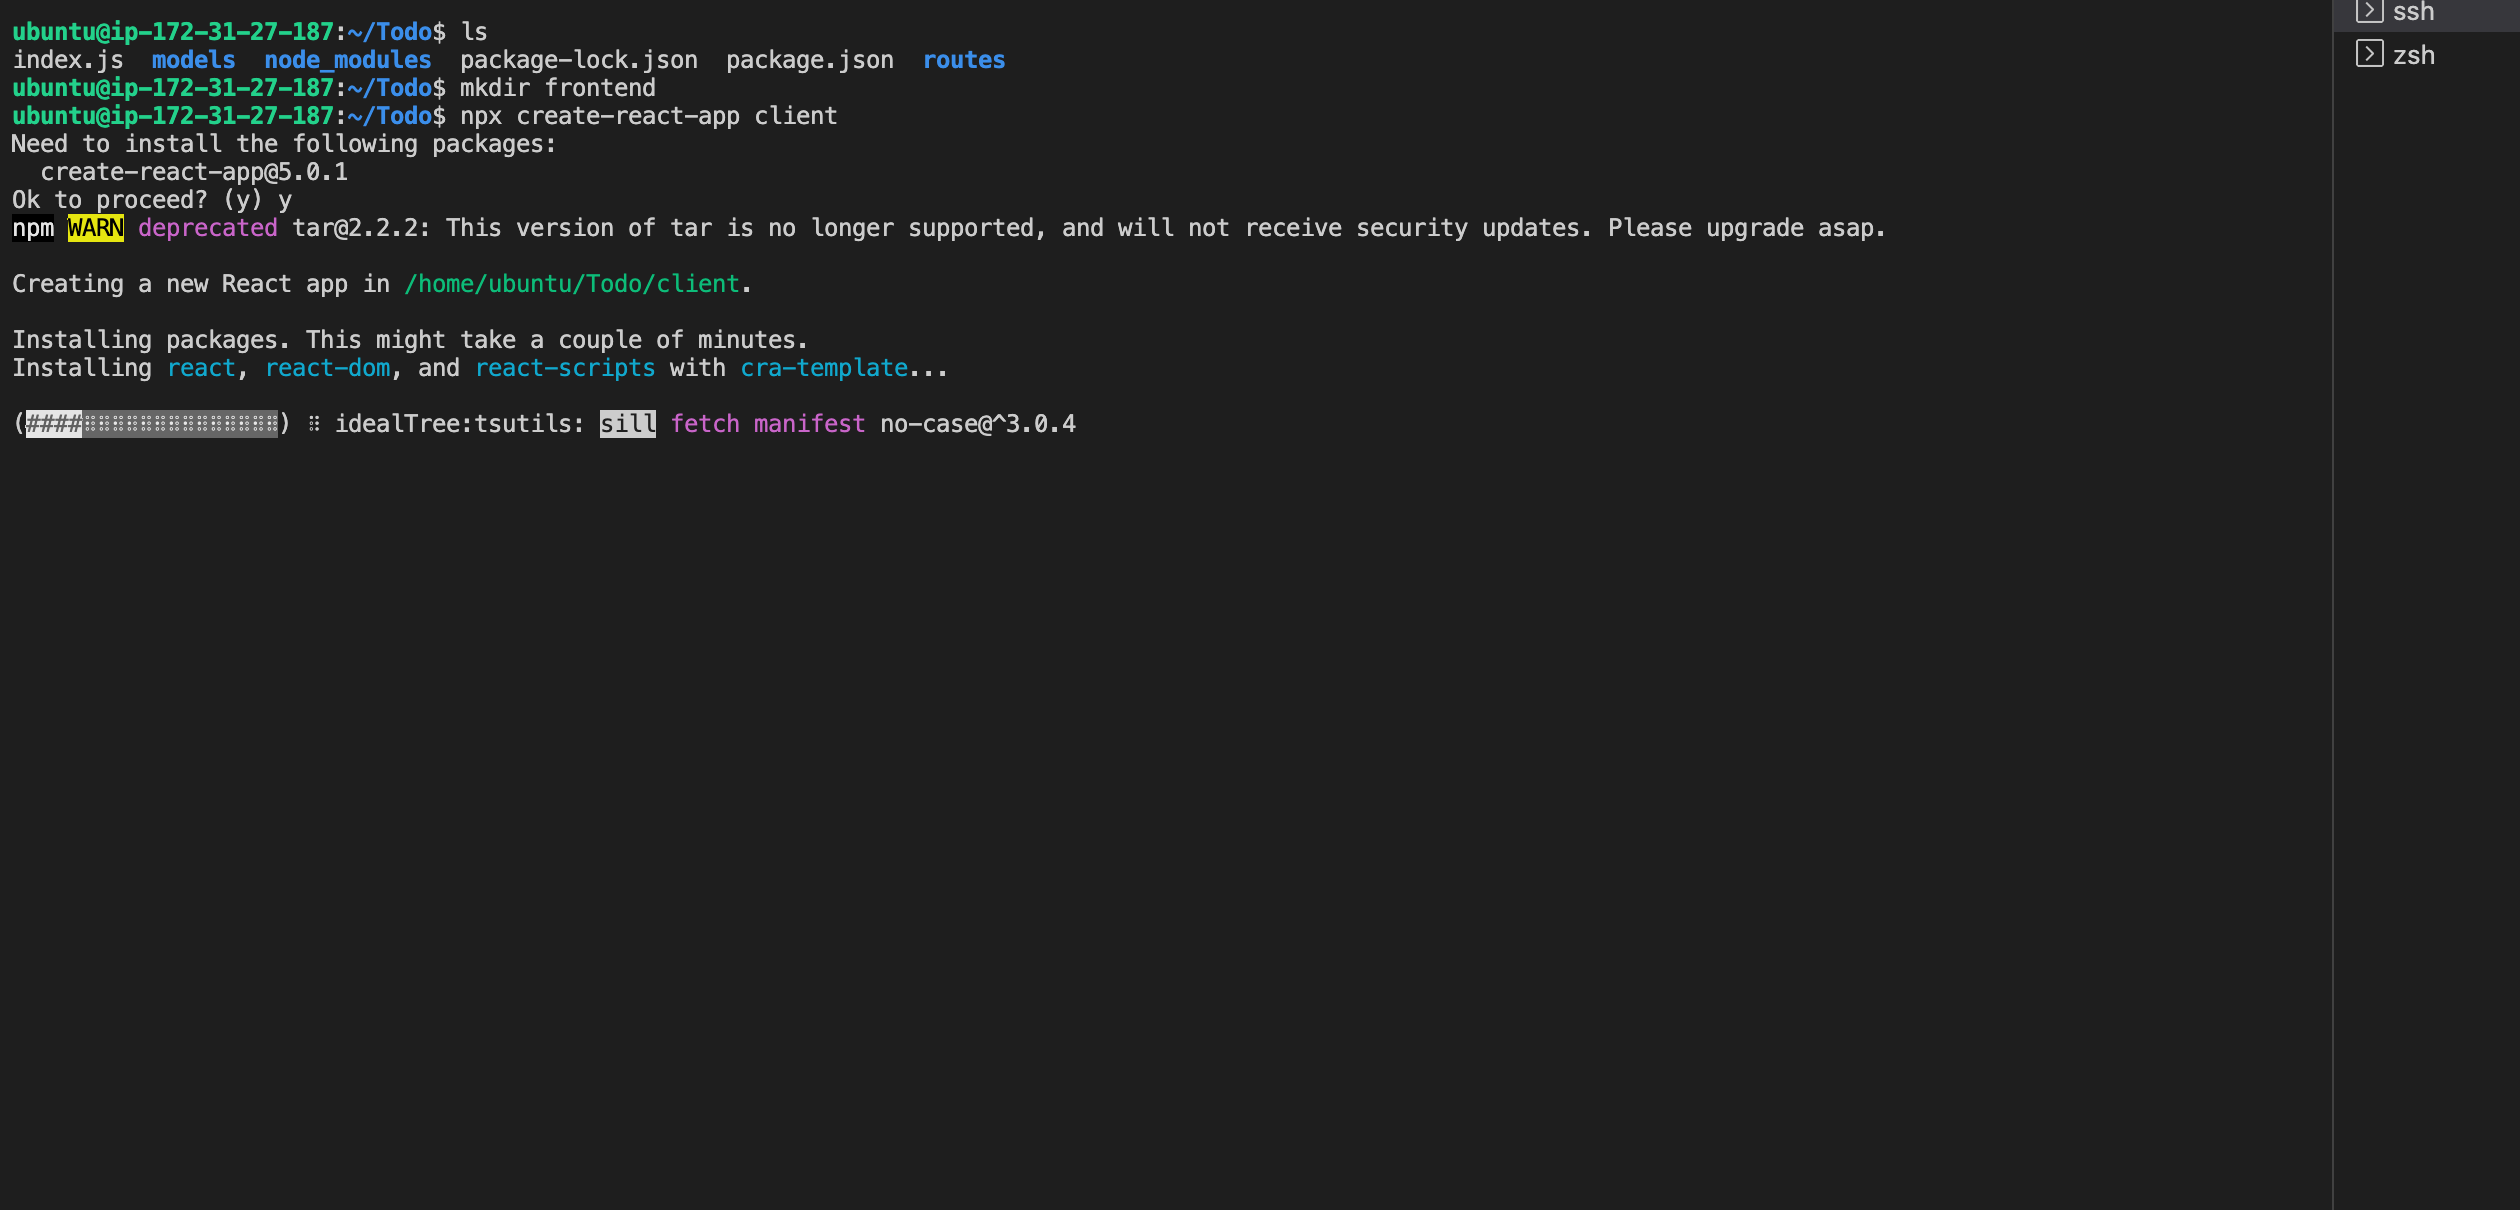 ubuntu@ip-172-31-27-187:~/Todo$ ls
index.js  models  node_modules  package-lock.json  package.json  routes
ubuntu@ip-172-31-27-187:~/Todo$ mkdir frontend
ubuntu@ip-172-31-27-187:~/Todo$ npx create-react-app client
Need to install the following packages:
  create-react-app@5.0.1
Ok to proceed? (y) y
npm WARN deprecated tar@2.2.2: This version of tar is no longer supported, and will not receive security updates. Please upgrade asap.
Creating a new React app in /home/ubuntu/Todo/client.
Installing packages. This might take a couple of minutes.
Installing react, react-dom, and react-scripts with cra-template...
(####⠂⠂⠂⠂⠂⠂⠂⠂⠂⠂⠂⠂⠂⠂) ⠇ idealTree:tsutils: sill fetch manifest no-case@^3.0.4
ssh
zsh